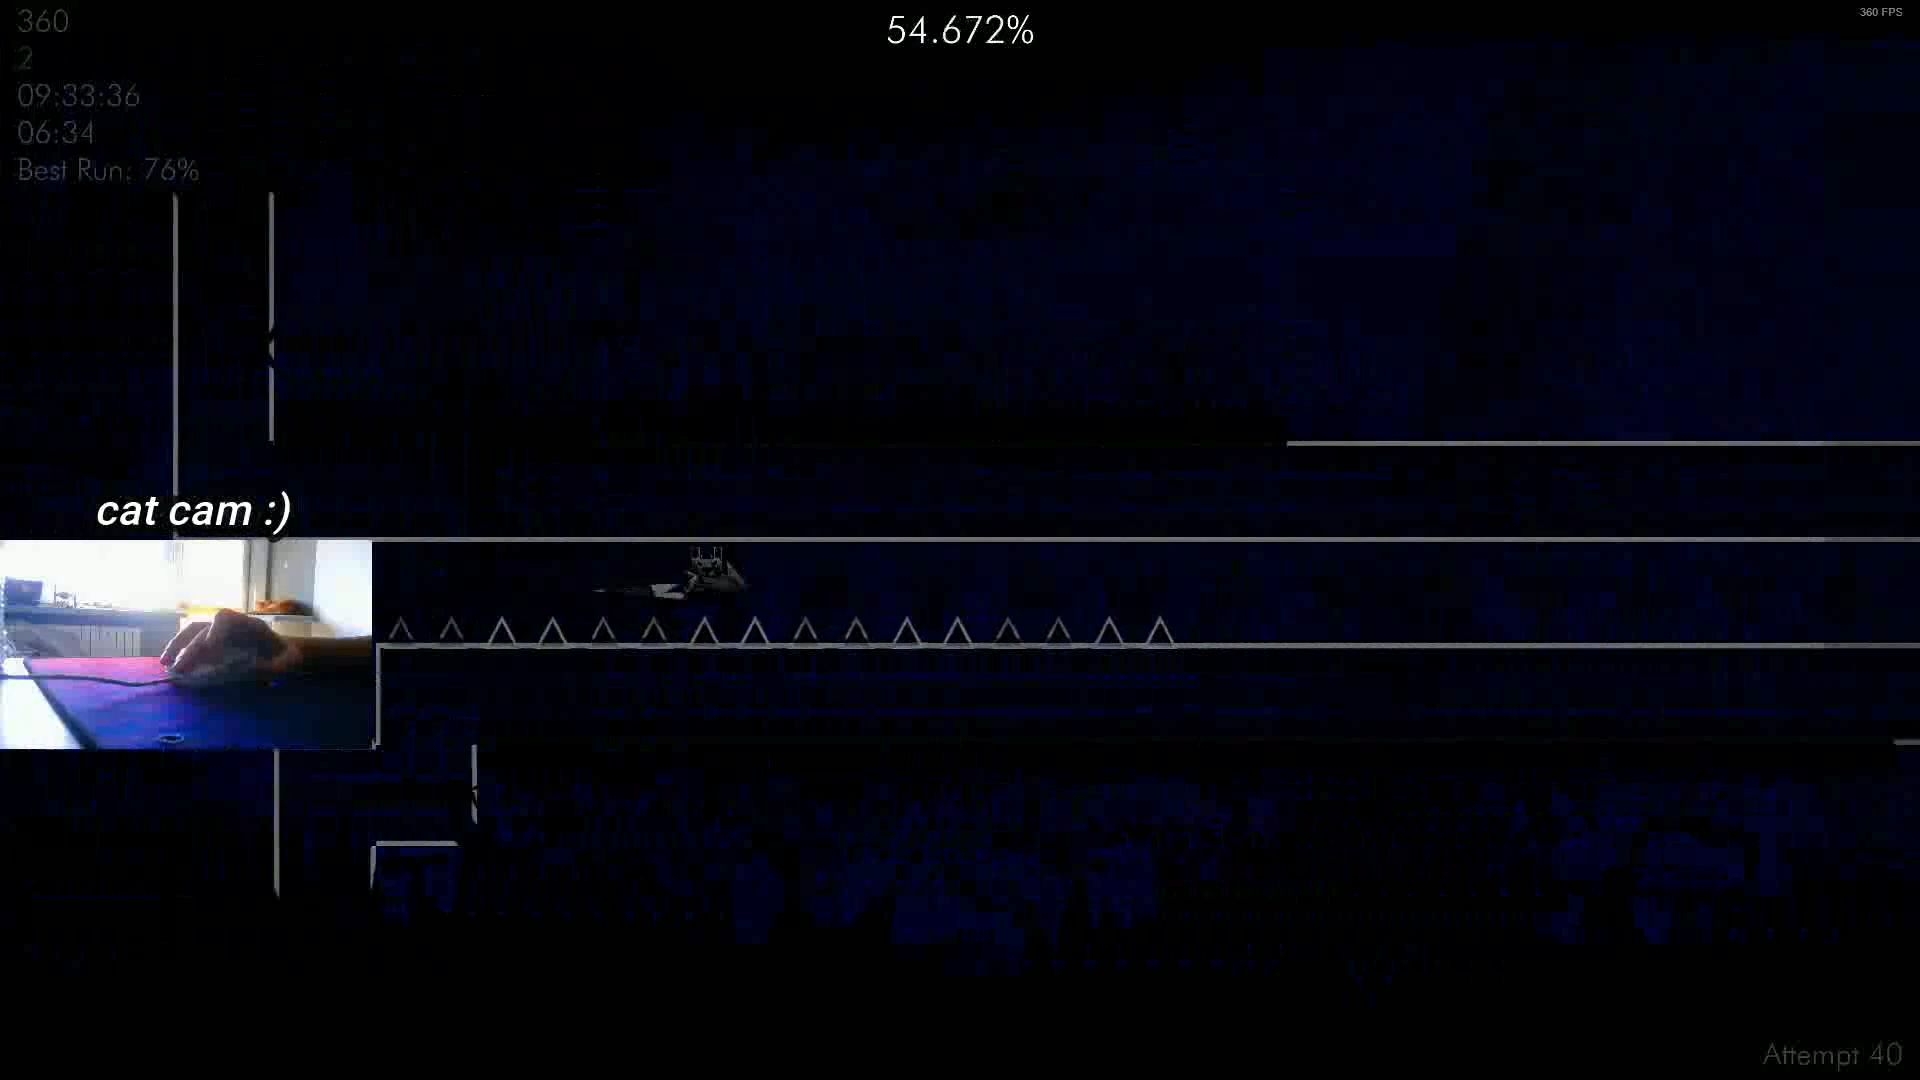 360
54.672%
360 FPS
2
09:33:36
06:34
Best Run: 76%
cat cam :)
Attempt 40